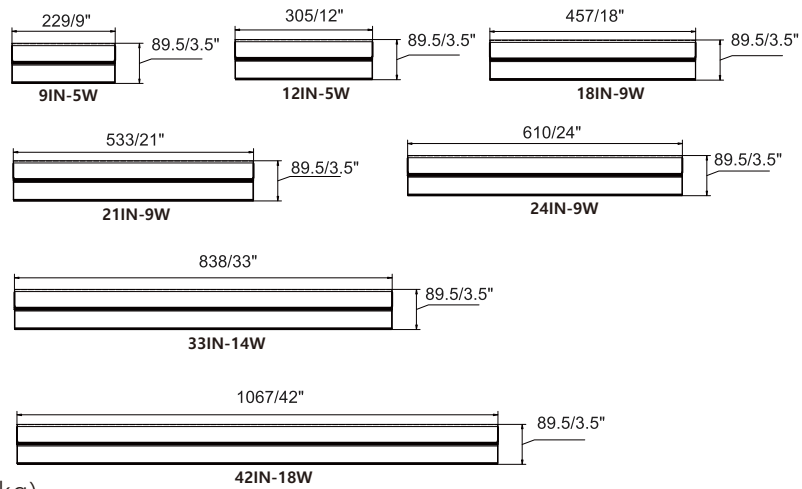 229/9"
89.5/3.5"
9IN-5W
305/12"
89.5/3.5"
12IN-5W
457/18"
89.5/3.5"
18IN-9W
533/21"
89.5/3.5"
21IN-9W
610/24"
89.5/3.5"
24IN-9W
838/33"
89.5/3.5"
33IN-14W
1067/42"
89.5/3.5"
42IN-18W